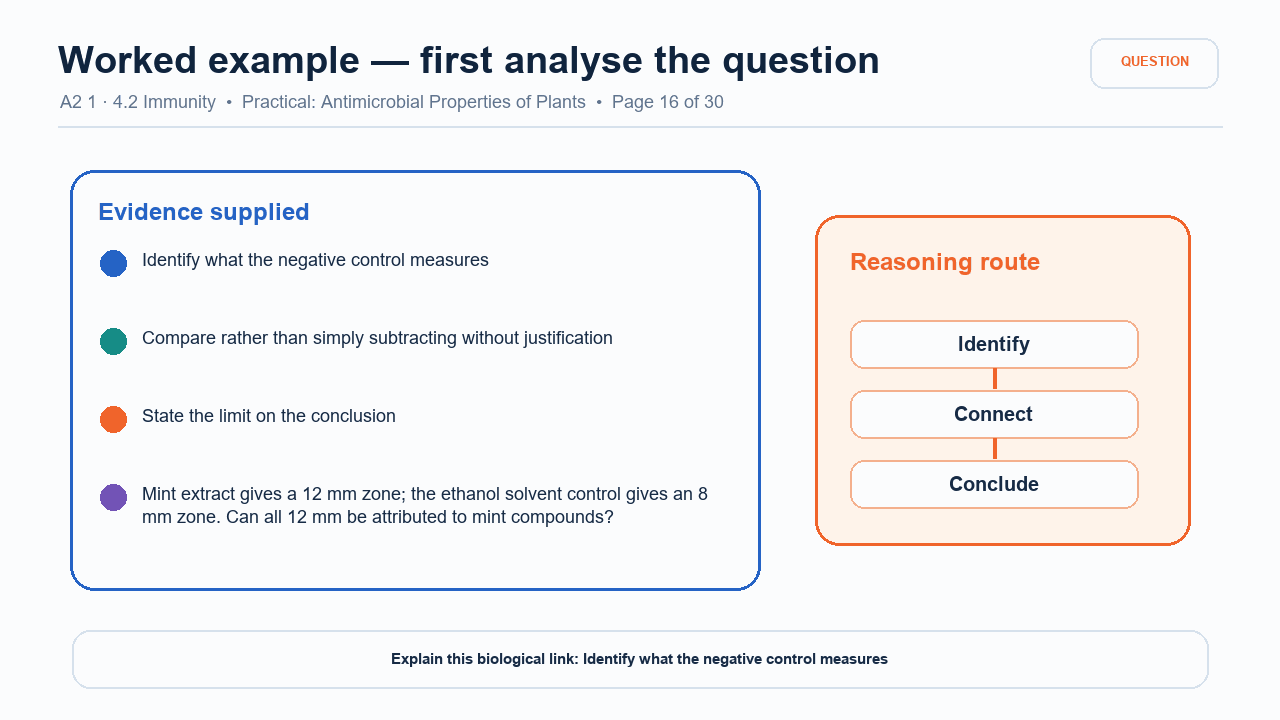 Worked example — first analyse the question
QUESTION
A2 1 · 4.2 Immunity • Practical: Antimicrobial Properties of Plants • Page 16 of 30
Evidence supplied
Identify what the negative control measures
Compare rather than simply subtracting without justification
State the limit on the conclusion
Mint extract gives a 12 mm zone; the ethanol solvent control gives an 8
mm zone. Can all 12 mm be attributed to mint compounds?
Reasoning route
Identify
Connect
Conclude
Explain this biological link: Identify what the negative control measures